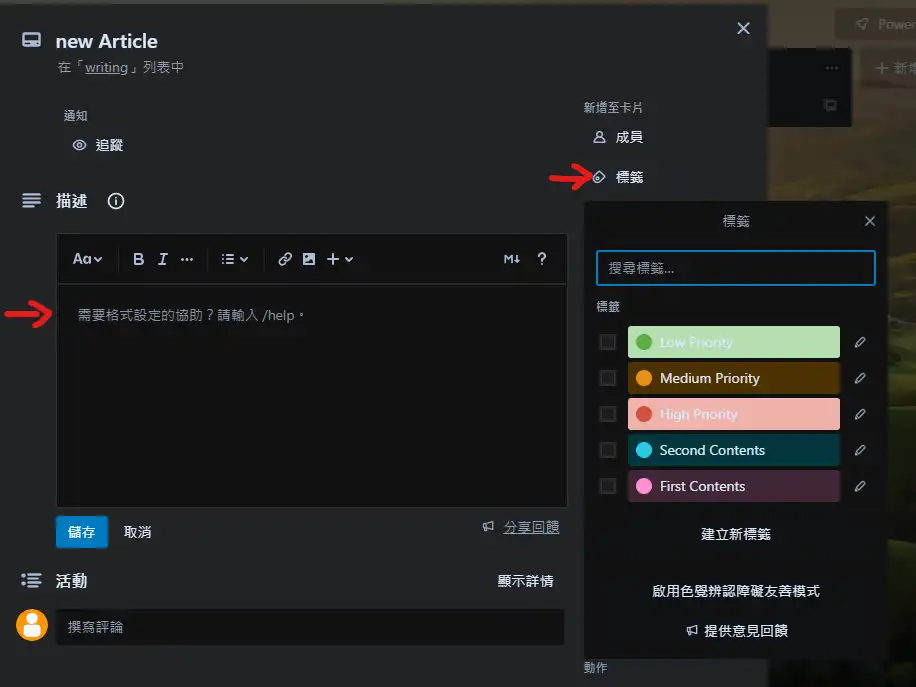 new Article
在「writing」列表中
通知
追蹤
描述
Aa
B I ...
M↓ ?
需要格式設定的協助？請輸入 /help。
儲存 取消
分享回饋
活動
顯示詳情
撰寫評論
新增至卡片
成員
標籤
標籤
搜尋標籤...
標籤
Low Priority
Medium Priority
High Priority
Second Contents
First Contents
建立新標籤
啟用色覺辨認障礙友善模式
提供意見回饋
動作
Power
新增